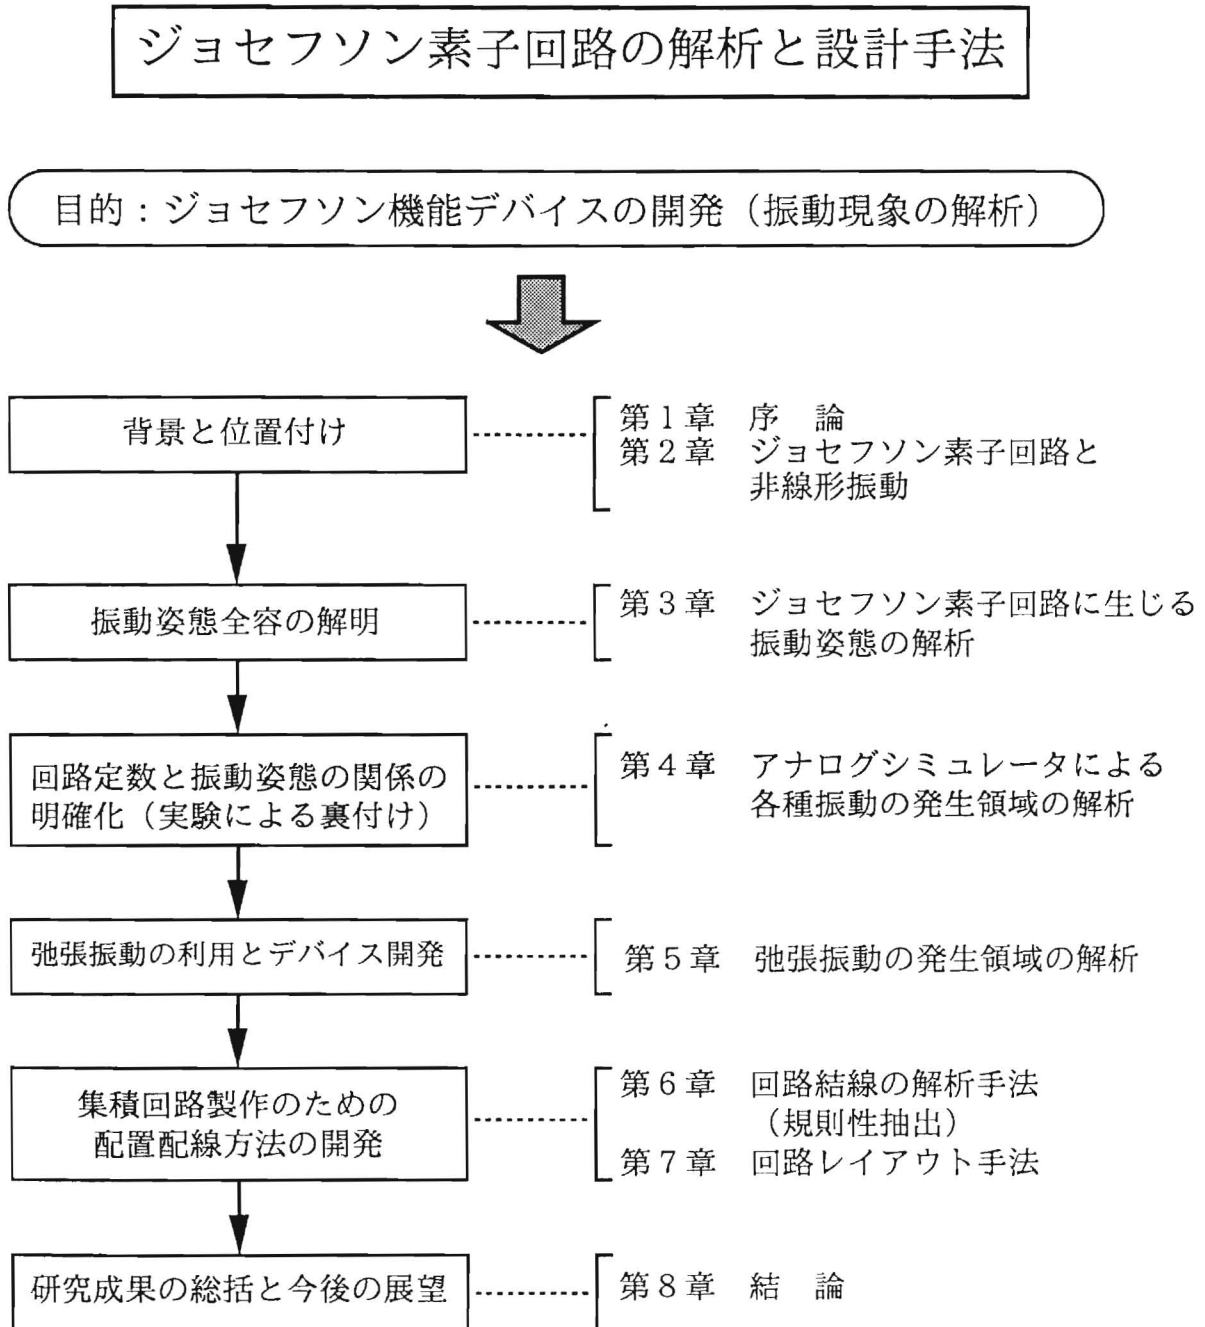 ジョセフソン素子回路の解析と設計手法
目的：ジョセフソン機能デバイスの開発（振動現象の解析）
背景と位置付け
第１章　序　論
第２章　ジョセフソン素子回路と
非線形振動
振動姿態全容の解明
第３章　ジョセフソン素子回路に生じる
振動姿態の解析
回路定数と振動姿態の関係の
明確化（実験による裏付け）
第４章　アナログシミュレータによる
各種振動の発生領域の解析
弛張振動の利用とデバイス開発
第５章　弛張振動の発生領域の解析
集積回路製作のための
配置配線方法の開発
第６章　回路結線の解析手法
（規則性抽出）
第７章　回路レイアウト手法
研究成果の総括と今後の展望
第８章　結　論